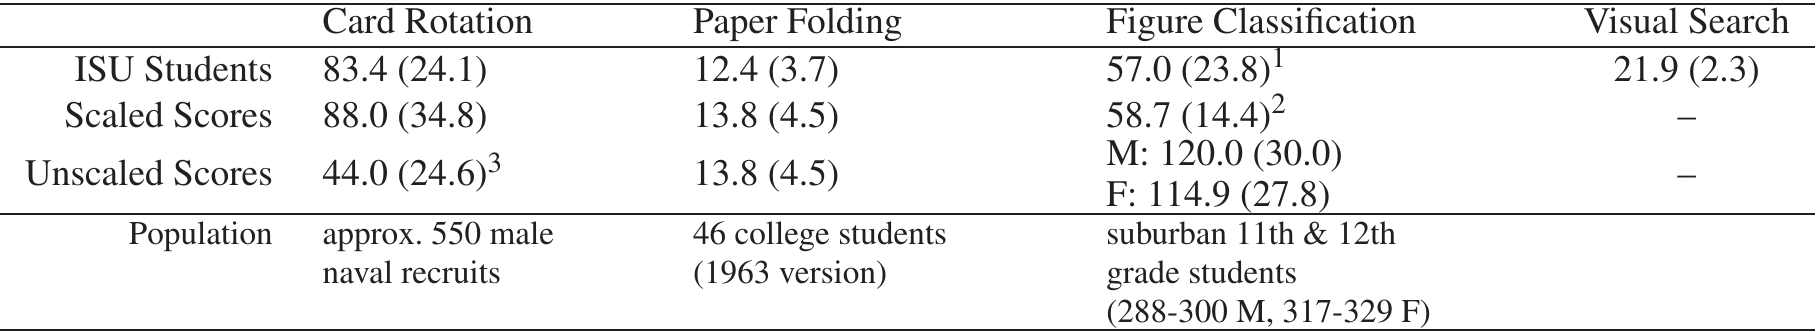 Card Rotation Paper Folding Figure Classification Visual Search
ISU Students 83.4 (24.1) 12.4 (3.7) 57.0 (23.8)¹ 21.9 (2.3)
Scaled Scores 88.0 (34.8) 13.8 (4.5) 58.7 (14.4)² –
Unscaled Scores 44.0 (24.6)³ 13.8 (4.5) M: 120.0 (30.0) –
F: 114.9 (27.8)
Population approx. 550 male 46 college students suburban 11th & 12th
naval recruits (1963 version) grade students
(288-300 M, 317-329 F)